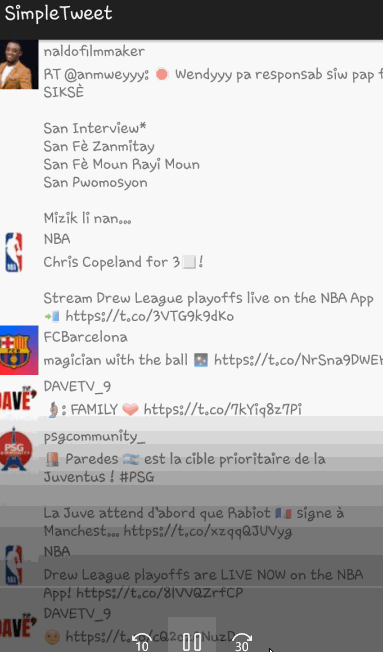 SimpleTweet
naldofilmmaker
RT @anmweyyy: 🛑 Wendyyy pa responsab siw pap f
SIKSÈ
San Interview*
San Fè Zanmitay
San Fè Moun Rayi Moun
San Pwomosyon
Mizik li nan…
NBA
Chris Copeland for 3⬜!
Stream Drew League playoffs live on the NBA App
📲 https://t.co/3VTG9k9dKo
FCBarcelona
magician with the ball 🎇 https://t.co/NrSna9DWEH
DAVETV_9
DAVE'
🤌🏽: FAMILY ❤️ https://t.co/7kYiq8z7Pi
psgcommunity_
PSG
🚨 Paredes 🇦🇷 est la cible prioritaire de la
Juventus ! #PSG
La Juve attend d'abord que Rabiot 🇫🇷 signe à
Manchest… https://t.co/xzqqQJUVyg
NBA
Drew League playoffs are LIVE NOW on the NBA
App! https://t.co/8IVVQZrfCP
DAVETV_9
DAVE'
10
30